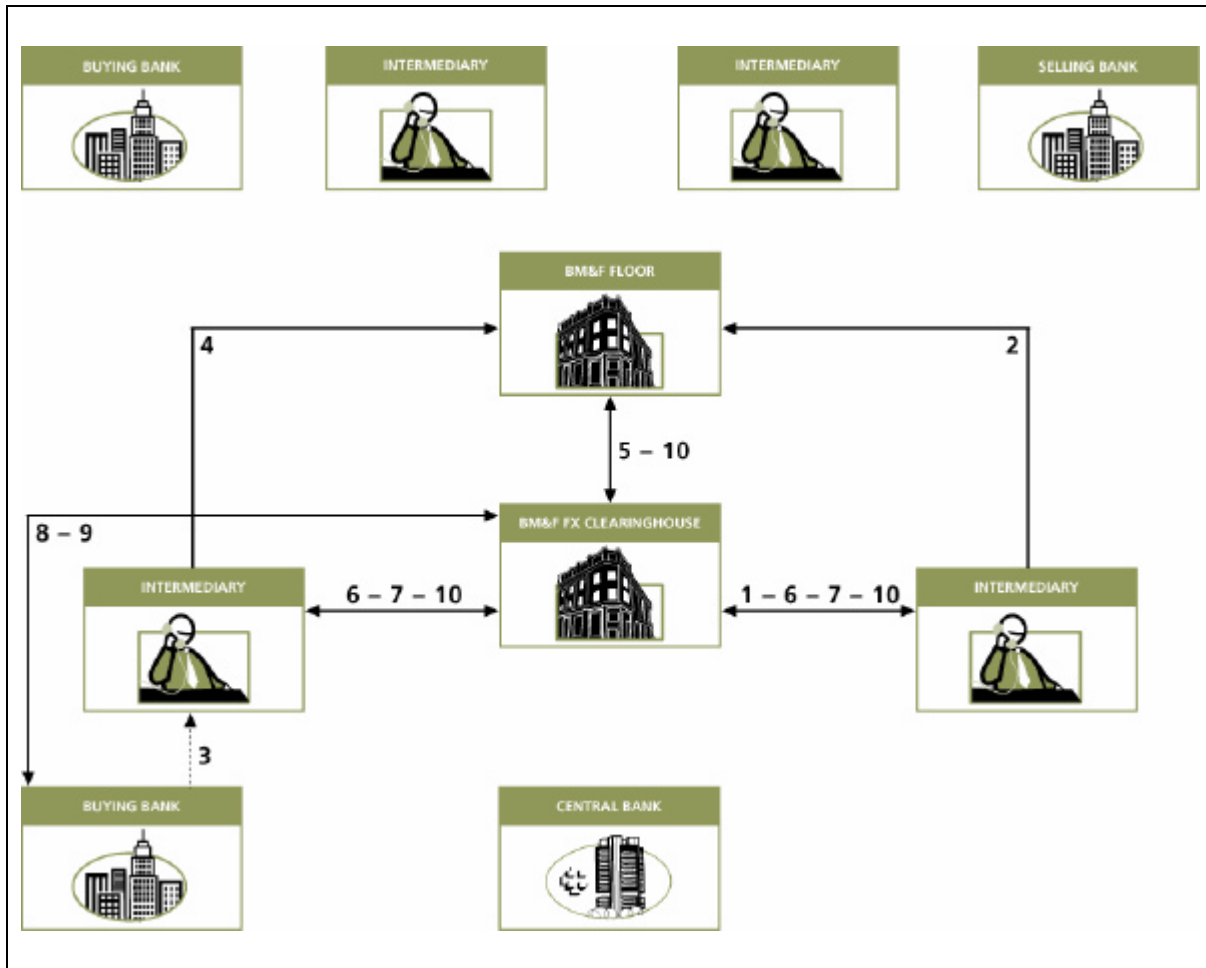 BUYING BANK
INTERMEDIARY
INTERMEDIARY
SELLING BANK
BM&F FLOOR
4
2
5 – 10
8 – 9
BM&F FX CLEARINGHOUSE
INTERMEDIARY
6 – 7 – 10
1 – 6 – 7 – 10
INTERMEDIARY
3
BUYING BANK
CENTRAL BANK